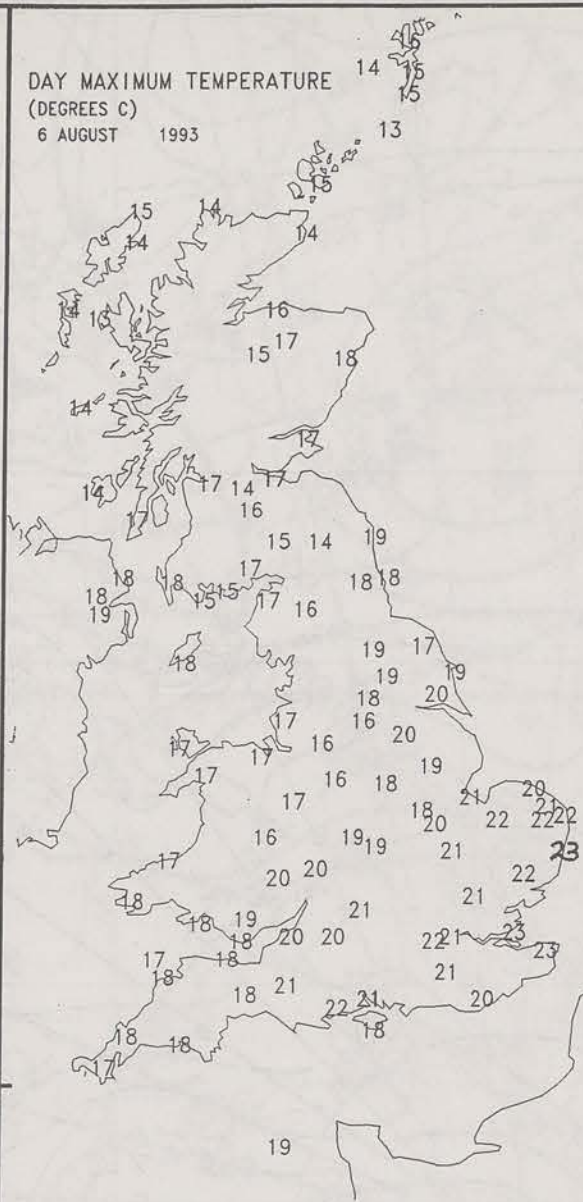 DAY MAXIMUM TEMPERATURE
(DEGREES C)
6 AUGUST 1993
14
15
15
13
15
15 14
14 14
16
14
17
15 18
14
17
17 14 17
14 16
17
15 14 19
17
18 18 18 18
18 15 15 17
19 16
19 17
18 19 19
18 20
17 16
17 17 16 20
17 16 18 19
17 18 21 20
21
16 19 20 22 22 22
19 21
17 23
20 20 22
18 21
18 19 21
18 20 20 22 21 23
17 18 23
18 21
18 21 22 21 20
18
18 18
17
19